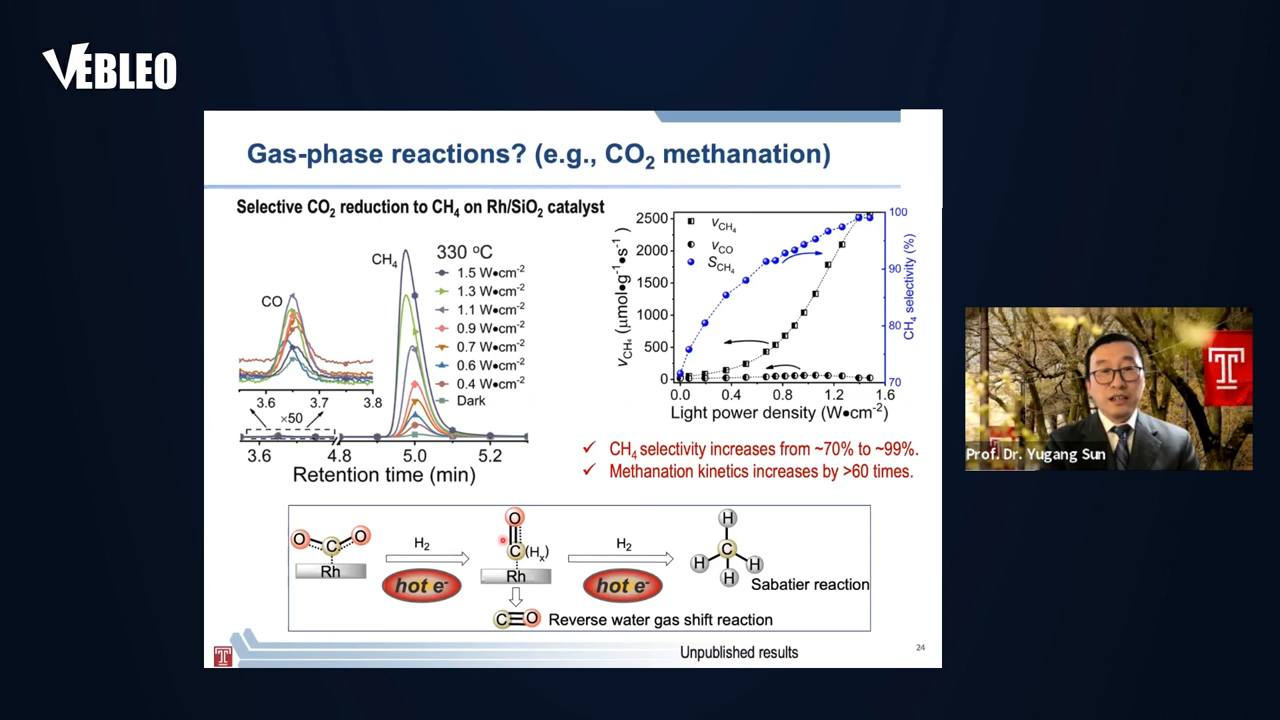 VEBLEO
Gas-phase reactions? (e.g., CO₂ methanation)
Selective CO₂ reduction to CH₄ on Rh/SiO₂ catalyst
CO
×50
3.6 3.7 3.8
CH₄
330 °C
1.5 W•cm⁻²
1.3 W•cm⁻²
1.1 W•cm⁻²
0.9 W•cm⁻²
0.7 W•cm⁻²
0.6 W•cm⁻²
0.4 W•cm⁻²
Dark
3.6 4.8 5.0 5.2
Retention time (min)
v_CH₄ (μmol•g⁻¹•s⁻¹)
2500
2000
1500
1000
500
0
v_CH₄
v_CO
S_CH₄
100
90
80
70
CH₄ selectivity (%)
0.0 0.4 0.8 1.2 1.6
Light power density (W•cm⁻²)
✓ CH₄ selectivity increases from ~70% to ~99%.
✓ Methanation kinetics increases by >60 times.
O C O
Rh
H₂
hot e⁻
O
C (Hₓ)
Rh
C≡O
Reverse water gas shift reaction
H₂
hot e⁻
H
C
H H
H
Sabatier reaction
T
Unpublished results
24
T
Prof. Dr. Yugang Sun